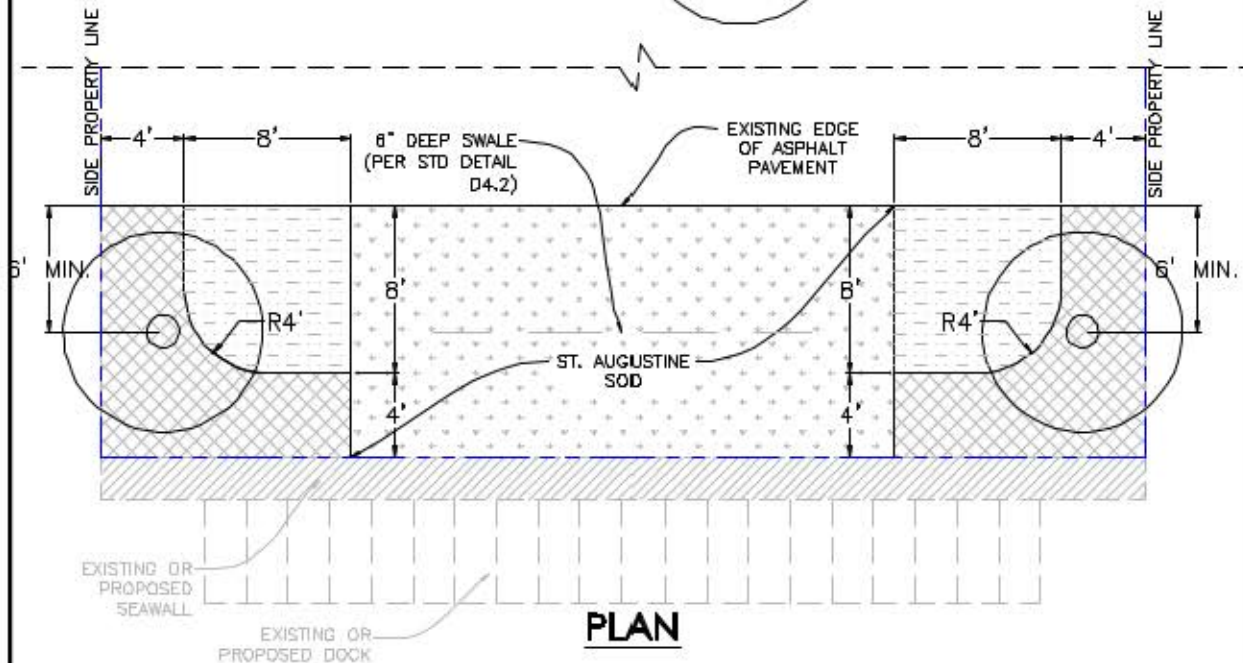 SIDE PROPERTY LINE
SIDE PROPERTY LINE
4'
8'
6" DEEP SWALE
(PER STD DETAIL
D4.2)
EXISTING EDGE
OF ASPHALT
PAVEMENT
8'
4'
6' MIN.
8'
8'
6' MIN.
R4'
R4'
ST. AUGUSTINE
SOD
4'
4'
EXISTING OR
PROPOSED
SEAWALL
EXISTING OR
PROPOSED DOCK
PLAN